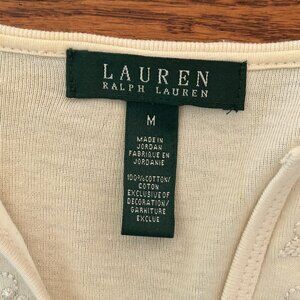 LAUREN
RALPH LAUREN
M
MADE IN
JORDAN
FABRIQUE EN
JORDANIE
100% COTTON/
COTON
EXCLUSIVE OF
DECORATION/
GARNITURE
EXCLUE